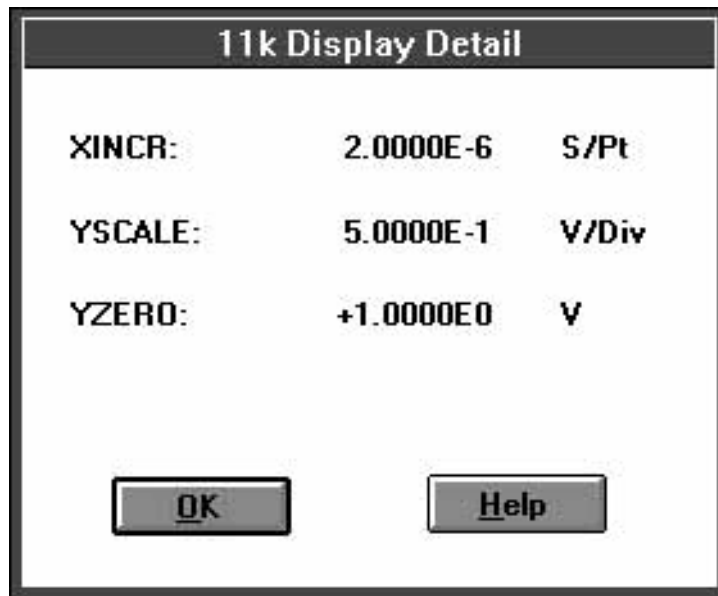 11k Display Detail
XINCR: 2.0000E-6 S/Pt
YSCALE: 5.0000E-1 V/Div
YZERO: +1.0000E0 V
OK Help